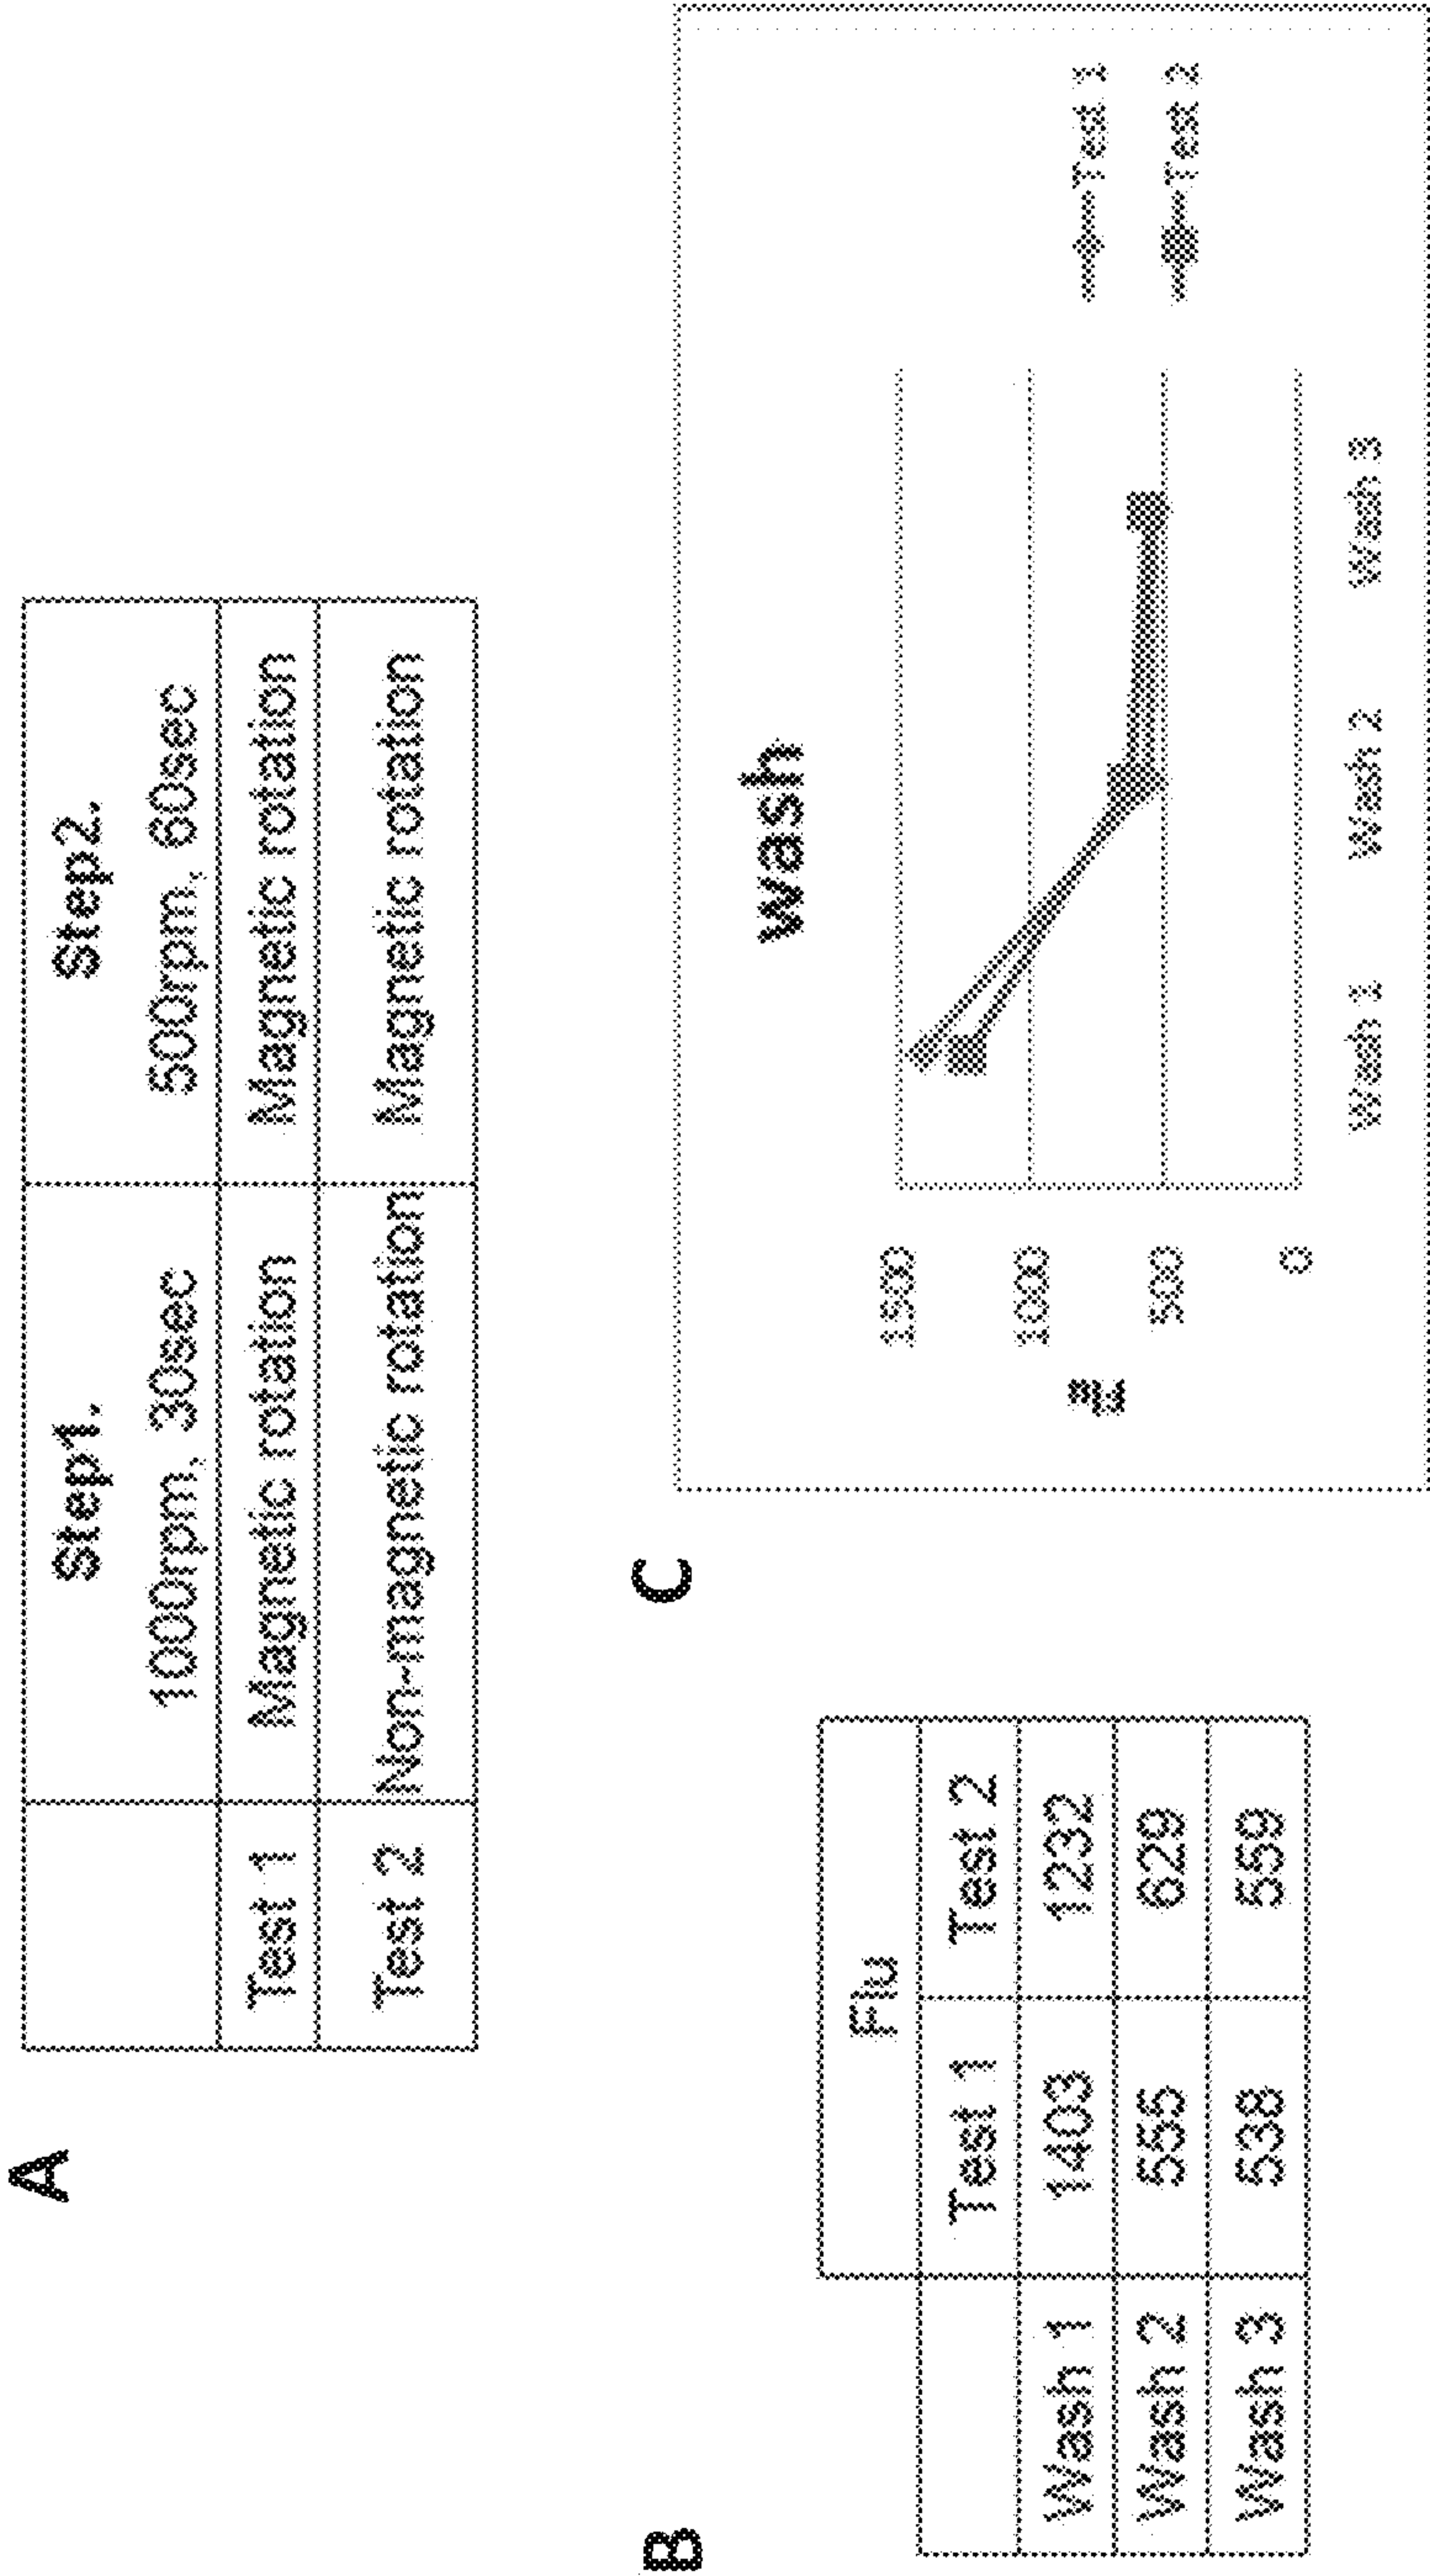 A
Step1. Step2.
1000rpm, 30sec 500rpm, 60sec
Test 1 Magnetic rotation Magnetic rotation
Test 2 Non-magnetic rotation Magnetic rotation
B
Flu
Test 1 Test 2
Wash 1 1403 1232
Wash 2 555 629
Wash 3 538 559
C
wash
1500
1000
500
0
Wash 1 Wash 2 Wash 3
Test 1
Test 2